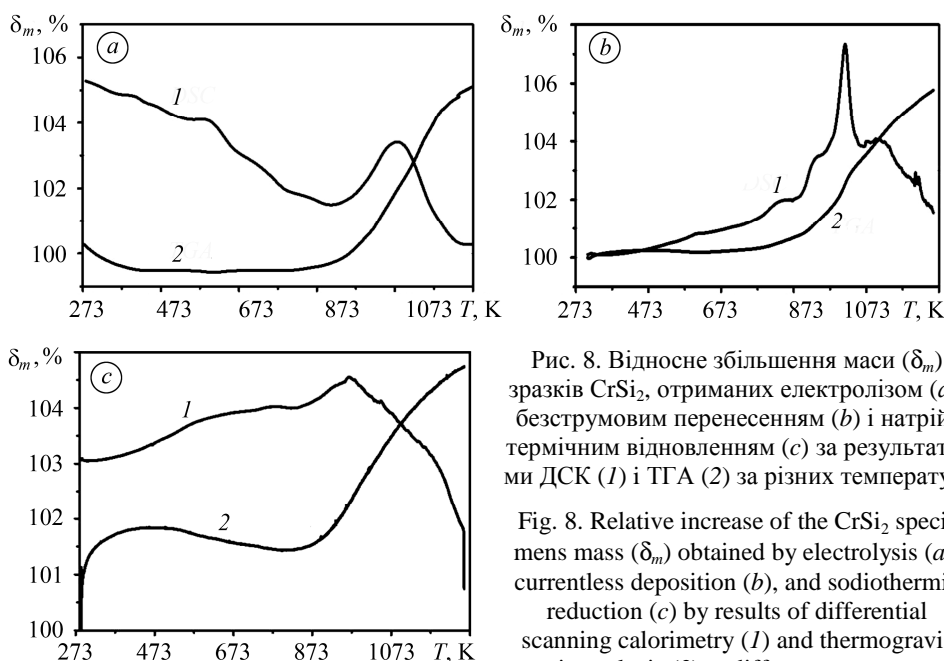 δm, %
a
106
104
102
100
1
2
273 473 673 873 1073 T, K
δm, %
b
106
104
102
100
1
2
273 473 673 873 1073 T, K
δm, %
c
104
103
102
101
100
1
2
273 473 673 873 1073 T, K
Рис. 8. Відносне збільшення маси (δm)
зразків CrSi2, отриманих електролізом (a
безструмовим перенесенням (b) і натрій
термічним відновленням (c) за результат
ми ДСК (1) і ТГА (2) за різних температу
Fig. 8. Relative increase of the CrSi2 speci
mens mass (δm) obtained by electrolysis (a
currentless deposition (b), and sodiothermi
reduction (c) by results of differential
scanning calorimetry (1) and thermogravi